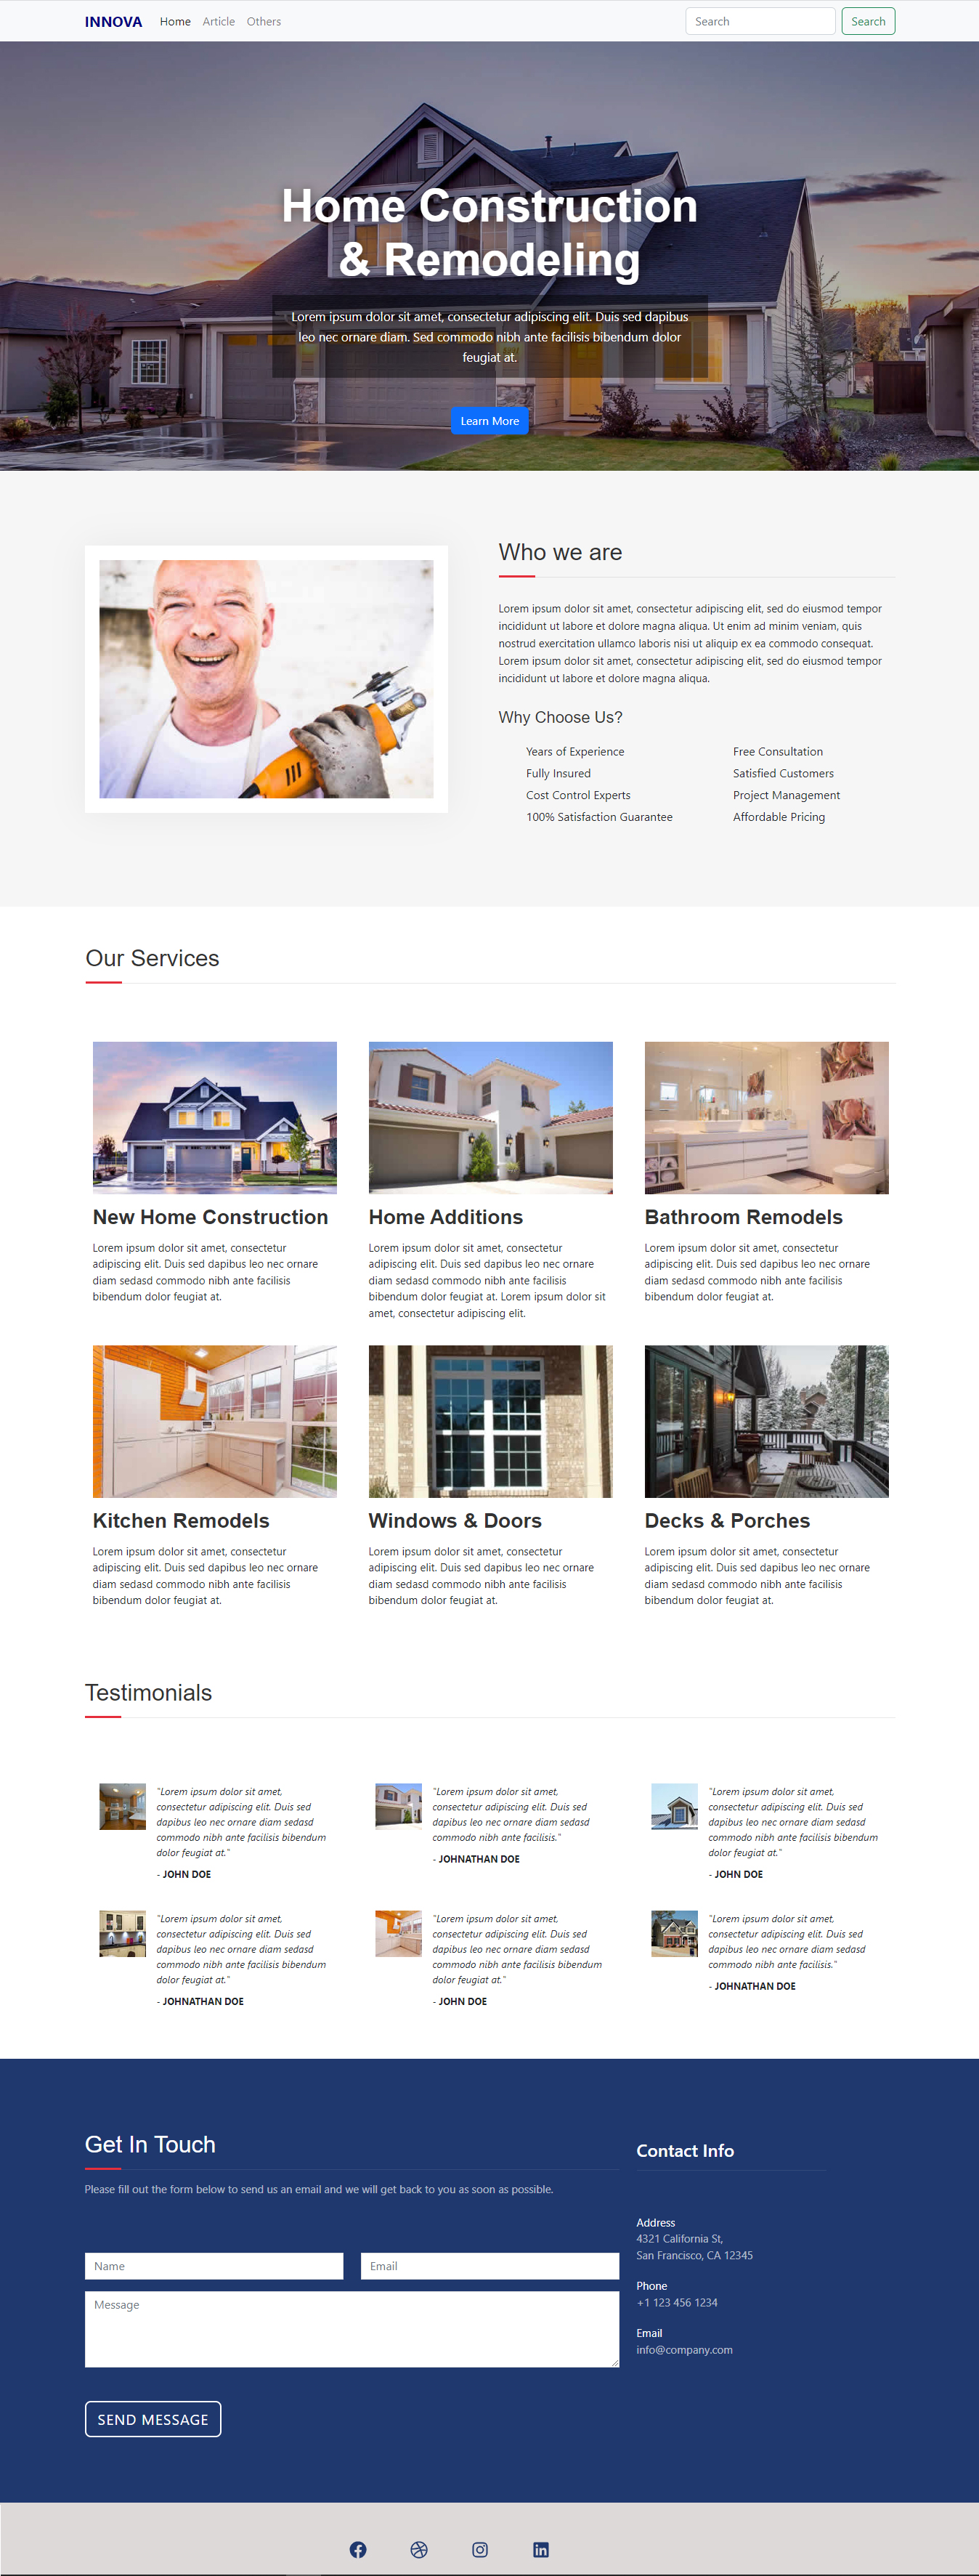 INNOVA Home Article Others Search Search
Home Construction
& Remodeling
Lorem ipsum dolor sit amet, consectetur adipiscing elit. Duis sed dapibus
leo nec ornare diam. Sed commodo nibh ante facilisis bibendum dolor
feugiat at.
Learn More
Who we are
Lorem ipsum dolor sit amet, consectetur adipiscing elit, sed do eiusmod tempor
incididunt ut labore et dolore magna aliqua. Ut enim ad minim veniam, quis
nostrud exercitation ullamco laboris nisi ut aliquip ex ea commodo consequat.
Lorem ipsum dolor sit amet, consectetur adipiscing elit, sed do eiusmod tempor
incididunt ut labore et dolore magna aliqua.
Why Choose Us?
Years of Experience
Fully Insured
Cost Control Experts
100% Satisfaction Guarantee
Free Consultation
Satisfied Customers
Project Management
Affordable Pricing
Our Services
New Home Construction
Lorem ipsum dolor sit amet, consectetur
adipiscing elit. Duis sed dapibus leo nec ornare
diam sedasd commodo nibh ante facilisis
bibendum dolor feugiat at.
Home Additions
Lorem ipsum dolor sit amet, consectetur
adipiscing elit. Duis sed dapibus leo nec ornare
diam sedasd commodo nibh ante facilisis
bibendum dolor feugiat at. Lorem ipsum dolor sit
amet, consectetur adipiscing elit.
Bathroom Remodels
Lorem ipsum dolor sit amet, consectetur
adipiscing elit. Duis sed dapibus leo nec ornare
diam sedasd commodo nibh ante facilisis
bibendum dolor feugiat at.
Kitchen Remodels
Lorem ipsum dolor sit amet, consectetur
adipiscing elit. Duis sed dapibus leo nec ornare
diam sedasd commodo nibh ante facilisis
bibendum dolor feugiat at.
Windows & Doors
Lorem ipsum dolor sit amet, consectetur
adipiscing elit. Duis sed dapibus leo nec ornare
diam sedasd commodo nibh ante facilisis
bibendum dolor feugiat at.
Decks & Porches
Lorem ipsum dolor sit amet, consectetur
adipiscing elit. Duis sed dapibus leo nec ornare
diam sedasd commodo nibh ante facilisis
bibendum dolor feugiat at.
Testimonials
"Lorem ipsum dolor sit amet,
consectetur adipiscing elit. Duis sed
dapibus leo nec ornare diam sedasd
commodo nibh ante facilisis bibendum
dolor feugiat at."
- JOHN DOE
"Lorem ipsum dolor sit amet,
consectetur adipiscing elit. Duis sed
dapibus leo nec ornare diam sedasd
commodo nibh ante facilisis."
- JOHNATHAN DOE
"Lorem ipsum dolor sit amet,
consectetur adipiscing elit. Duis sed
dapibus leo nec ornare diam sedasd
commodo nibh ante facilisis bibendum
dolor feugiat at."
- JOHN DOE
"Lorem ipsum dolor sit amet,
consectetur adipiscing elit. Duis sed
dapibus leo nec ornare diam sedasd
commodo nibh ante facilisis bibendum
dolor feugiat at."
- JOHNATHAN DOE
"Lorem ipsum dolor sit amet,
consectetur adipiscing elit. Duis sed
dapibus leo nec ornare diam sedasd
commodo nibh ante facilisis bibendum
dolor feugiat at."
- JOHN DOE
"Lorem ipsum dolor sit amet,
consectetur adipiscing elit. Duis sed
dapibus leo nec ornare diam sedasd
commodo nibh ante facilisis."
- JOHNATHAN DOE
Get In Touch
Please fill out the form below to send us an email and we will get back to you as soon as possible.
Name
Email
Message
SEND MESSAGE
Contact Info
Address
4321 California St,
San Francisco, CA 12345
Phone
+1 123 456 1234
Email
info@company.com